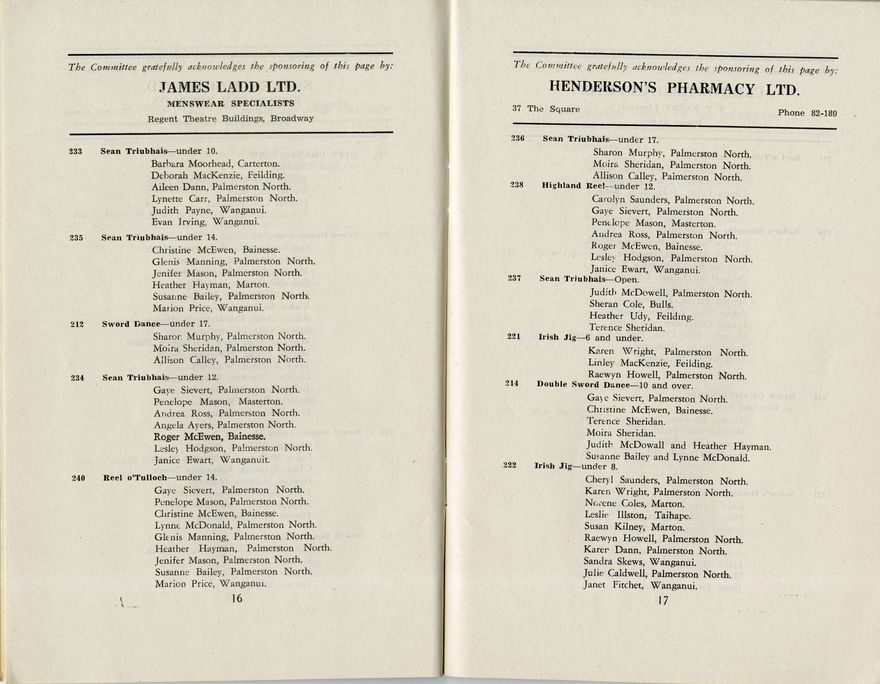 The Committee gratefully acknowledges the sponsoring of this page by:
JAMES LADD LTD.
MENSWEAR SPECIALISTS
Regent Theatre Buildings, Broadway
233 Sean Triubhais—under 10.
Barbara Moorhead, Carterton.
Deborah MacKenzie, Feilding.
Aileen Dann, Palmerston North.
Lynette Carr, Palmerston North.
Judith Payne, Wanganui.
Evan Irving, Wanganui.
235 Sean Triubhais—under 14.
Christine McEwen, Bainesse.
Glenis Manning, Palmerston North.
Jenifer Mason, Palmerston North.
Heather Hayman, Marton.
Susanne Bailey, Palmerston North.
Marion Price, Wanganui.
212 Sword Dance—under 17.
Sharon Murphy, Palmerston North.
Moira Sheridan, Palmerston North.
Allison Calley, Palmerston North.
234 Sean Triubhais—under 12.
Gaye Sievert, Palmerston North.
Penelope Mason, Masterton.
Andrea Ross, Palmerston North.
Angela Ayers, Palmerston North.
Roger McEwen, Bainesse.
Lesley Hodgson, Palmerston North.
Janice Ewart, Wanganuit.
240 Reel o'Tulloch—under 14.
Gaye Sievert, Palmerston North.
Penelope Mason, Palmerston North.
Christine McEwen, Bainesse.
Lynne McDonald, Palmerston North.
Glenis Manning, Palmerston North.
Heather Hayman, Palmerston North.
Jenifer Mason, Palmerston North.
Susanne Bailey, Palmerston North.
Marion Price, Wanganui.
16
The Committee gratefully acknowledges the sponsoring of this page by:
HENDERSON'S PHARMACY LTD.
37 The Square Phone 82-189
236 Sean Triubhais—under 17.
Sharon Murphy, Palmerston North.
Moira Sheridan, Palmerston North.
Allison Calley, Palmerston North.
238 Highland Reel—under 12.
Carolyn Saunders, Palmerston North.
Gaye Sievert, Palmerston North.
Penelope Mason, Masterton.
Andrea Ross, Palmerston North.
Roger McEwen, Bainesse.
Lesley Hodgson, Palmerston North.
Janice Ewart, Wanganui.
237 Sean Triubhais—Open.
Judith McDowell, Palmerston North.
Sheran Cole, Bulls.
Heather Udy, Feilding.
Terence Sheridan.
221 Irish Jig—6 and under.
Karen Wright, Palmerston North.
Linley MacKenzie, Feilding.
Raewyn Howell, Palmerston North.
214 Double Sword Dance—10 and over.
Gaye Sievert, Palmerston North.
Christine McEwen, Bainesse.
Terence Sheridan.
Moira Sheridan.
Judith McDowall and Heather Hayman.
Susanne Bailey and Lynne McDonald.
222 Irish Jig—under 8.
Cheryl Saunders, Palmerston North.
Karen Wright, Palmerston North.
Norene Coles, Marton.
Leslie Illston, Taihape.
Susan Kilney, Marton.
Raewyn Howell, Palmerston North.
Karen Dann, Palmerston North.
Sandra Skews, Wanganui.
Julie Caldwell, Palmerston North.
Janet Fitchet, Wanganui.
17